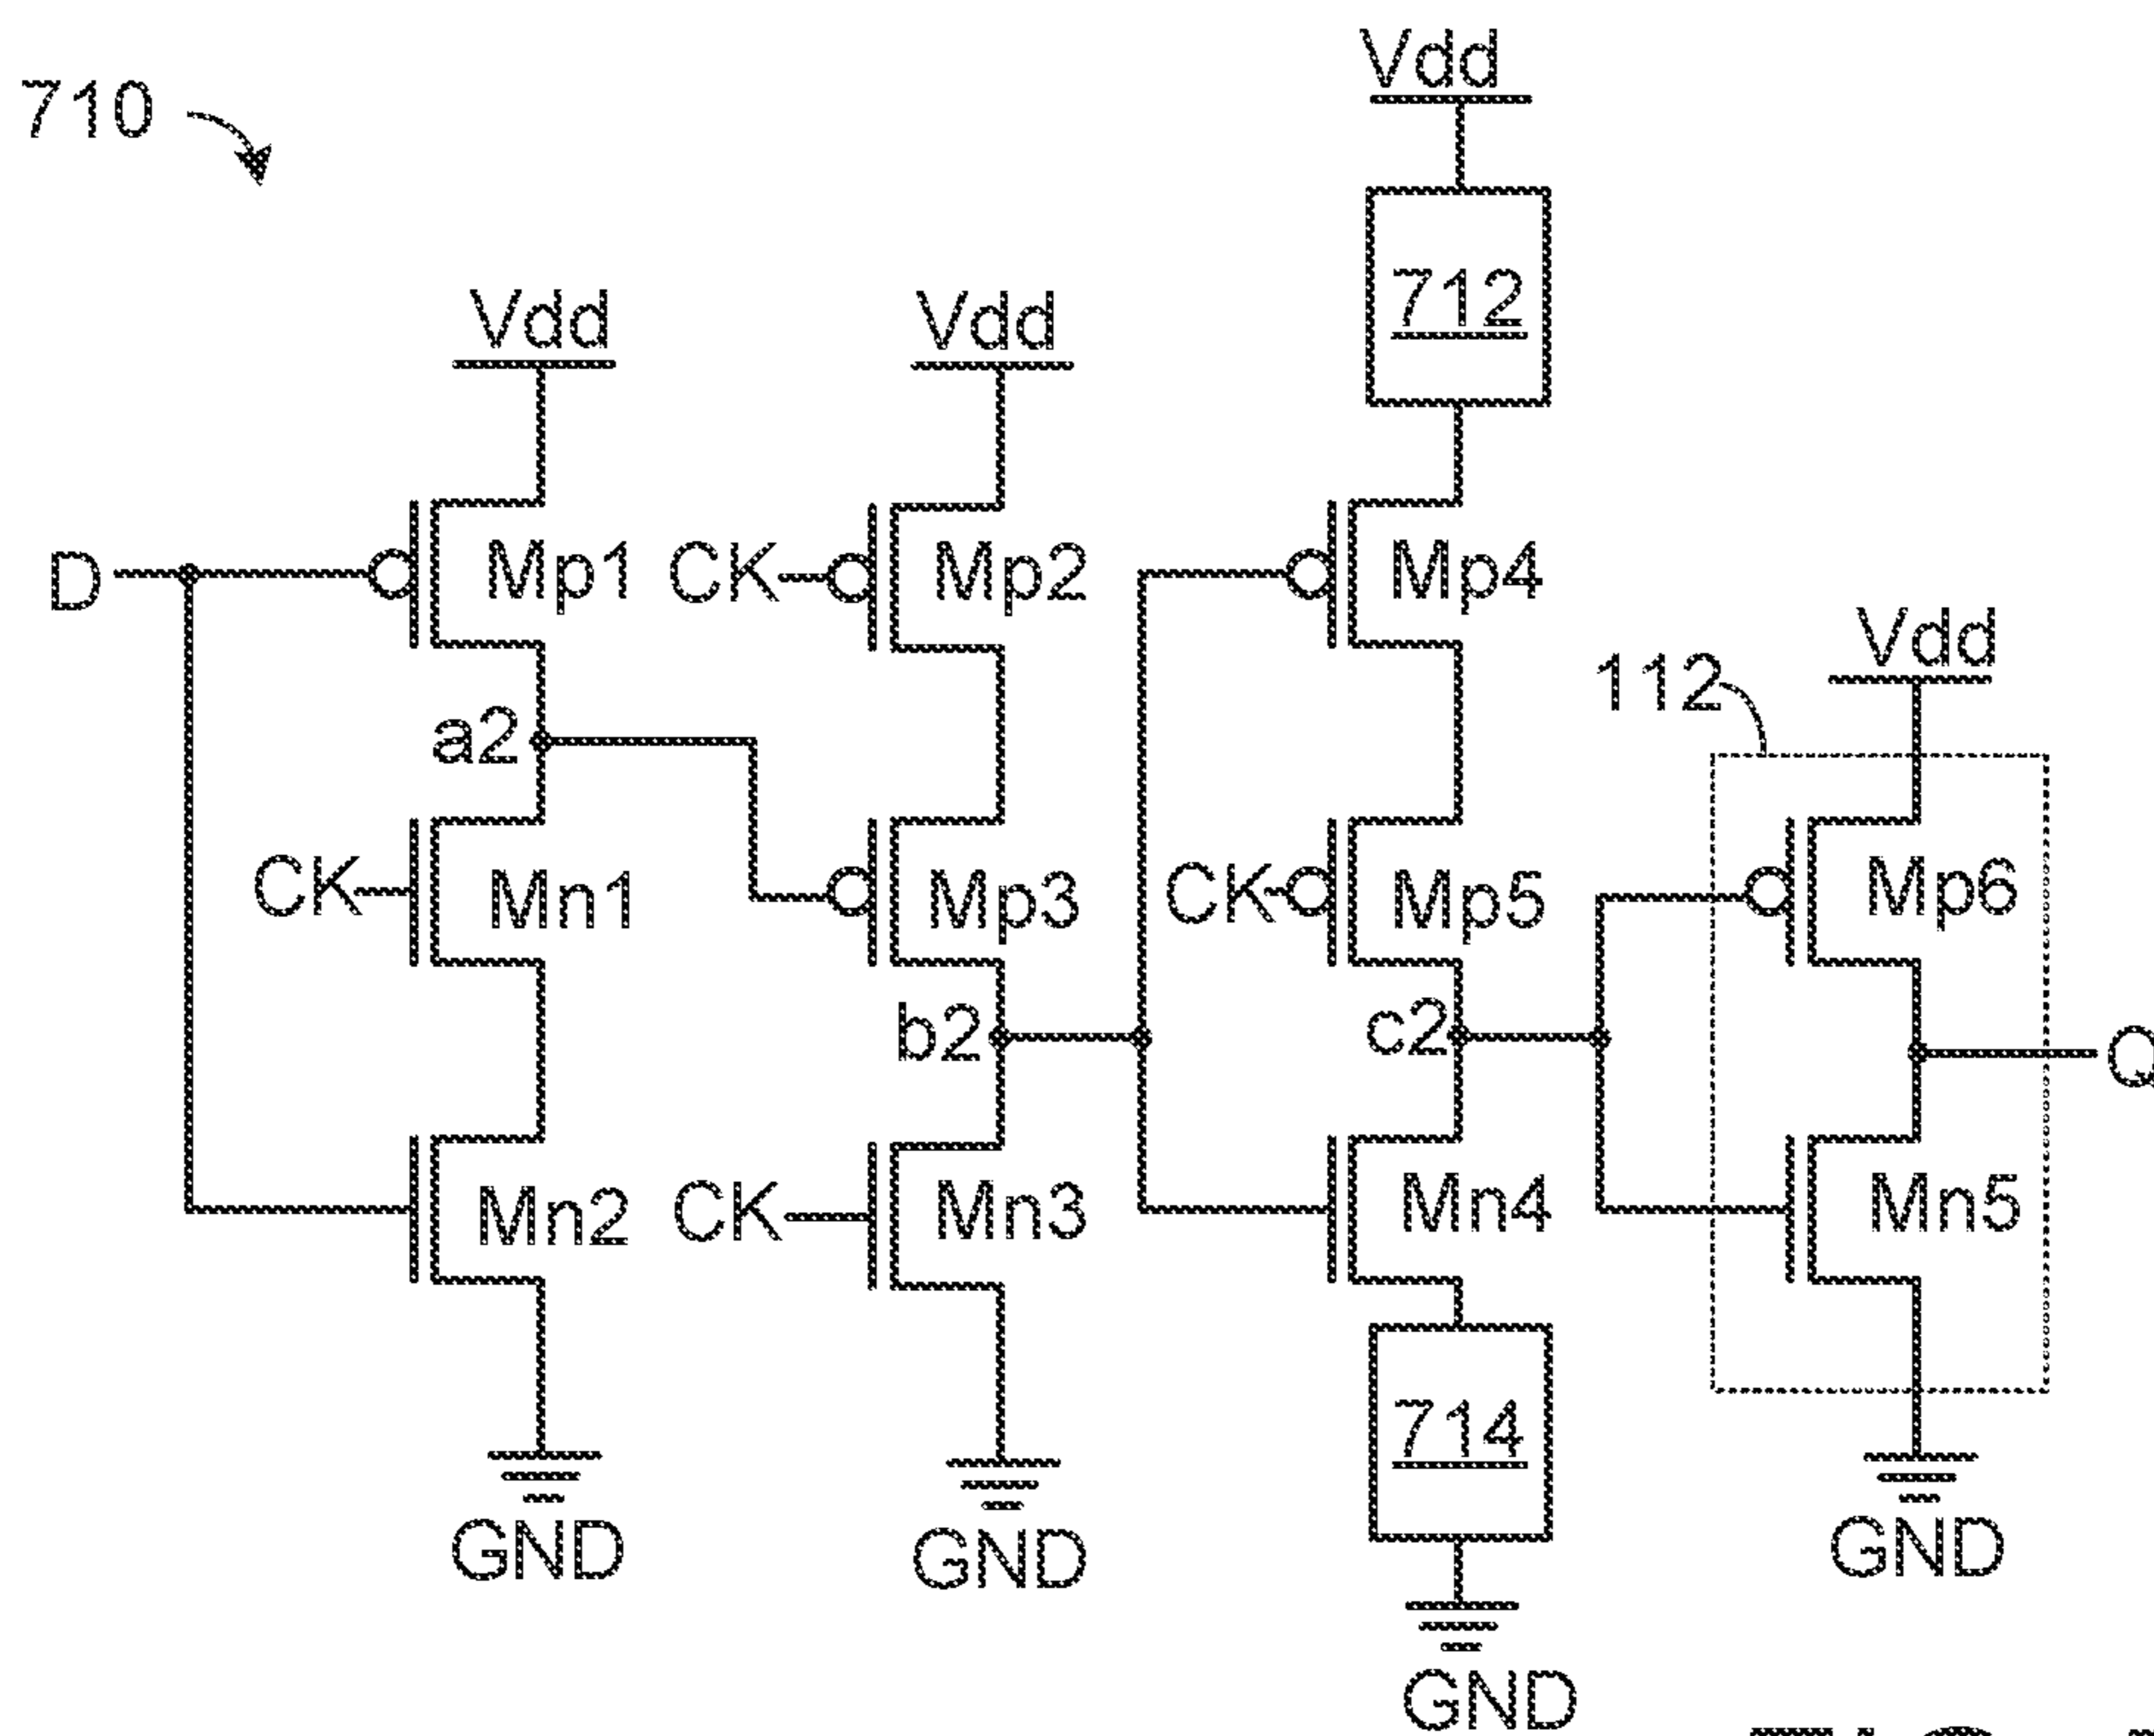 Vdd
710
712
Vdd
Vdd
D
Mp1
CK
Mp2
Mp4
Vdd
112
a2
CK
Mn1
Mp3
CK
Mp5
Mp6
b2
c2
Q
Mn2
CK
Mn3
Mn4
Mn5
714
GND
GND
GND
GND